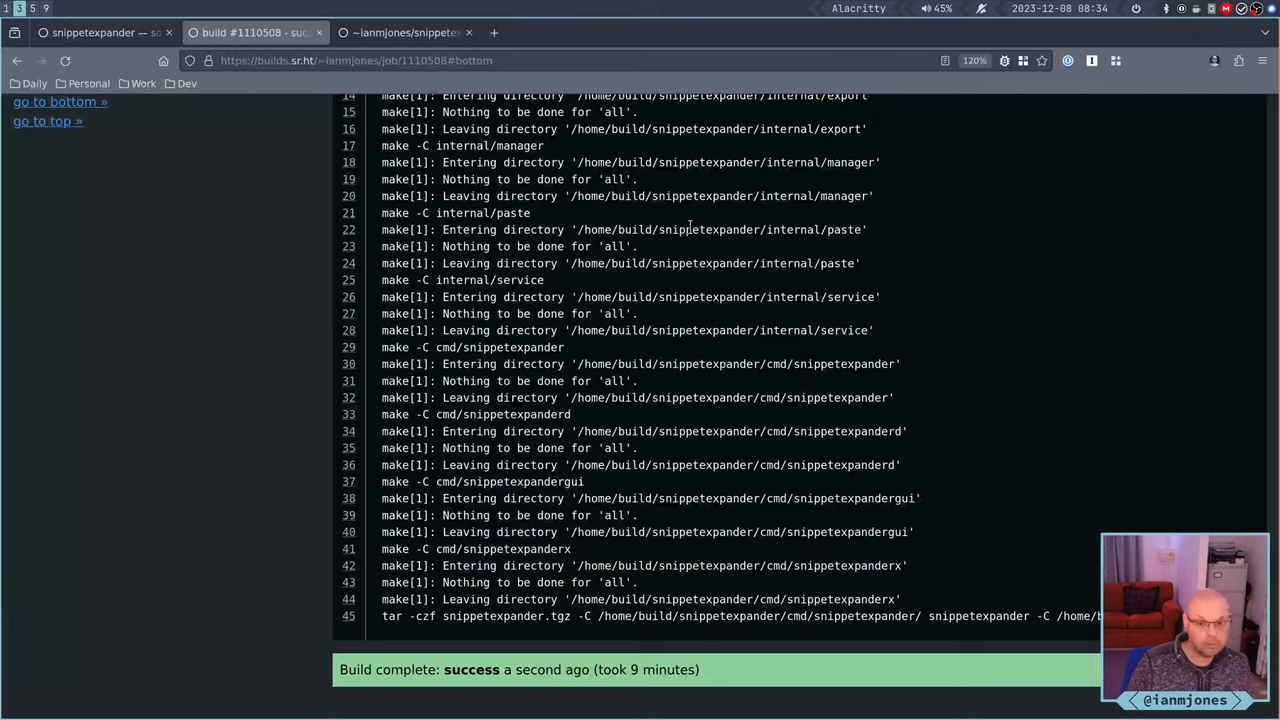 1 3 5 9
Alacritty
45%
2023-12-08 08:34
snippetexpander — so
build #1110508 - suc
~ianmjones/snippete
https://builds.sr.ht/~ianmjones/job/1110508#bottom
120%
Daily
Personal
Work
Dev
go to bottom »
go to top »
14 make[1]: Entering directory '/home/build/snippetexpander/internal/export'
15 make[1]: Nothing to be done for 'all'.
16 make[1]: Leaving directory '/home/build/snippetexpander/internal/export'
17 make -C internal/manager
18 make[1]: Entering directory '/home/build/snippetexpander/internal/manager'
19 make[1]: Nothing to be done for 'all'.
20 make[1]: Leaving directory '/home/build/snippetexpander/internal/manager'
21 make -C internal/paste
22 make[1]: Entering directory '/home/build/snippetexpander/internal/paste'
23 make[1]: Nothing to be done for 'all'.
24 make[1]: Leaving directory '/home/build/snippetexpander/internal/paste'
25 make -C internal/service
26 make[1]: Entering directory '/home/build/snippetexpander/internal/service'
27 make[1]: Nothing to be done for 'all'.
28 make[1]: Leaving directory '/home/build/snippetexpander/internal/service'
29 make -C cmd/snippetexpander
30 make[1]: Entering directory '/home/build/snippetexpander/cmd/snippetexpander'
31 make[1]: Nothing to be done for 'all'.
32 make[1]: Leaving directory '/home/build/snippetexpander/cmd/snippetexpander'
33 make -C cmd/snippetexpanderd
34 make[1]: Entering directory '/home/build/snippetexpander/cmd/snippetexpanderd'
35 make[1]: Nothing to be done for 'all'.
36 make[1]: Leaving directory '/home/build/snippetexpander/cmd/snippetexpanderd'
37 make -C cmd/snippetexpandergui
38 make[1]: Entering directory '/home/build/snippetexpander/cmd/snippetexpandergui'
39 make[1]: Nothing to be done for 'all'.
40 make[1]: Leaving directory '/home/build/snippetexpander/cmd/snippetexpandergui'
41 make -C cmd/snippetexpanderx
42 make[1]: Entering directory '/home/build/snippetexpander/cmd/snippetexpanderx'
43 make[1]: Nothing to be done for 'all'.
44 make[1]: Leaving directory '/home/build/snippetexpander/cmd/snippetexpanderx'
45 tar -czf snippetexpander.tgz -C /home/build/snippetexpander/cmd/snippetexpander/ snippetexpander -C /home/b
Build complete: success a second ago (took 9 minutes)
@ianmjones